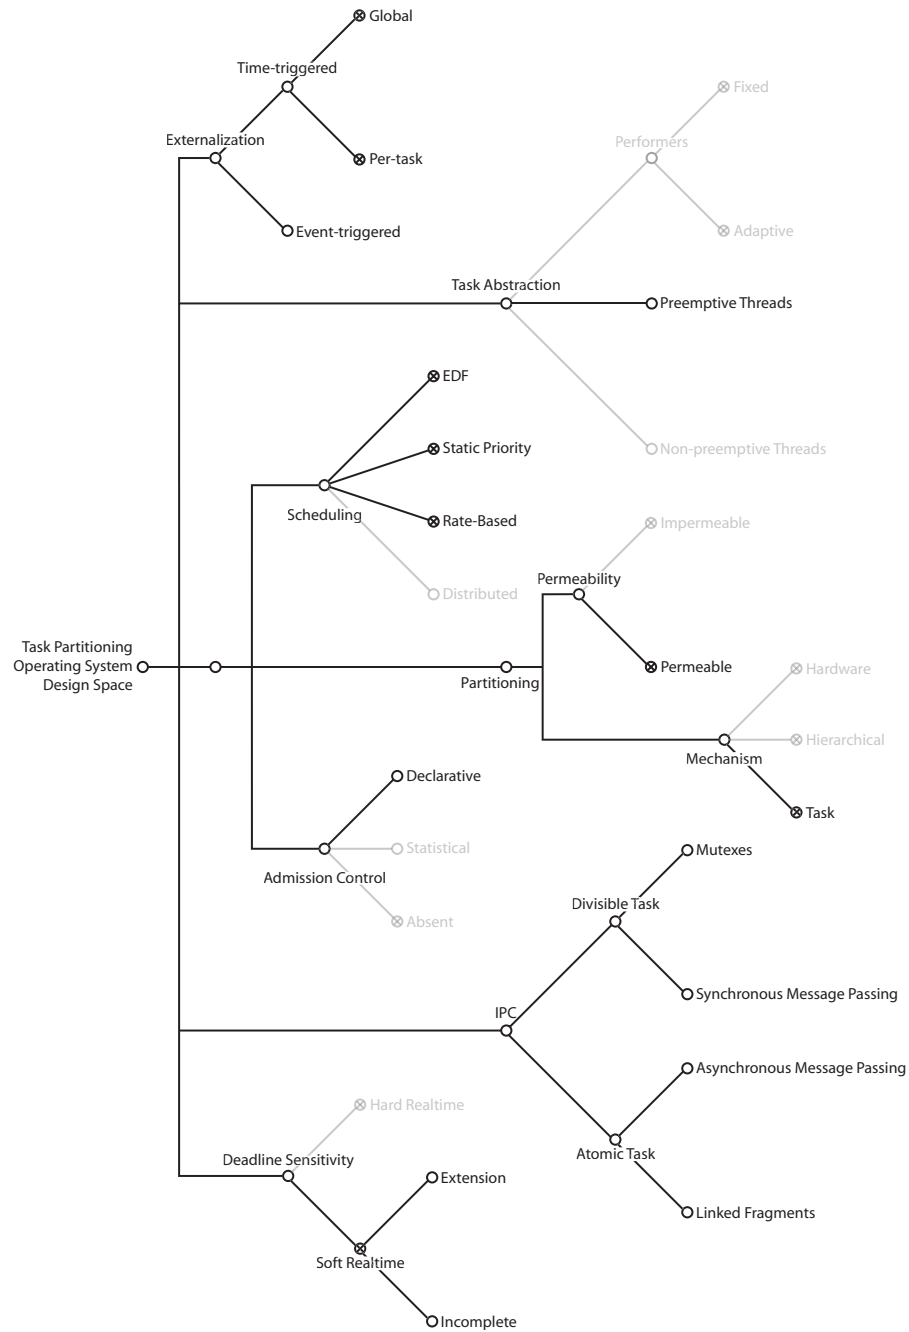 Global
Time-triggered
Fixed
Externalization
Performers
Per-task
Event-triggered
Adaptive
Task Abstraction
Preemptive Threads
EDF
Static Priority
Non-preemptive Threads
Scheduling
Rate-Based
Impermeable
Permeability
Distributed
Task Partitioning
Operating System
Design Space
Partitioning
Permeable
Hardware
Hierarchical
Mechanism
Declarative
Task
Statistical
Mutexes
Admission Control
Divisible Task
Absent
Synchronous Message Passing
IPC
Asynchronous Message Passing
Hard Realtime
Atomic Task
Deadline Sensitivity
Extension
Linked Fragments
Soft Realtime
Incomplete